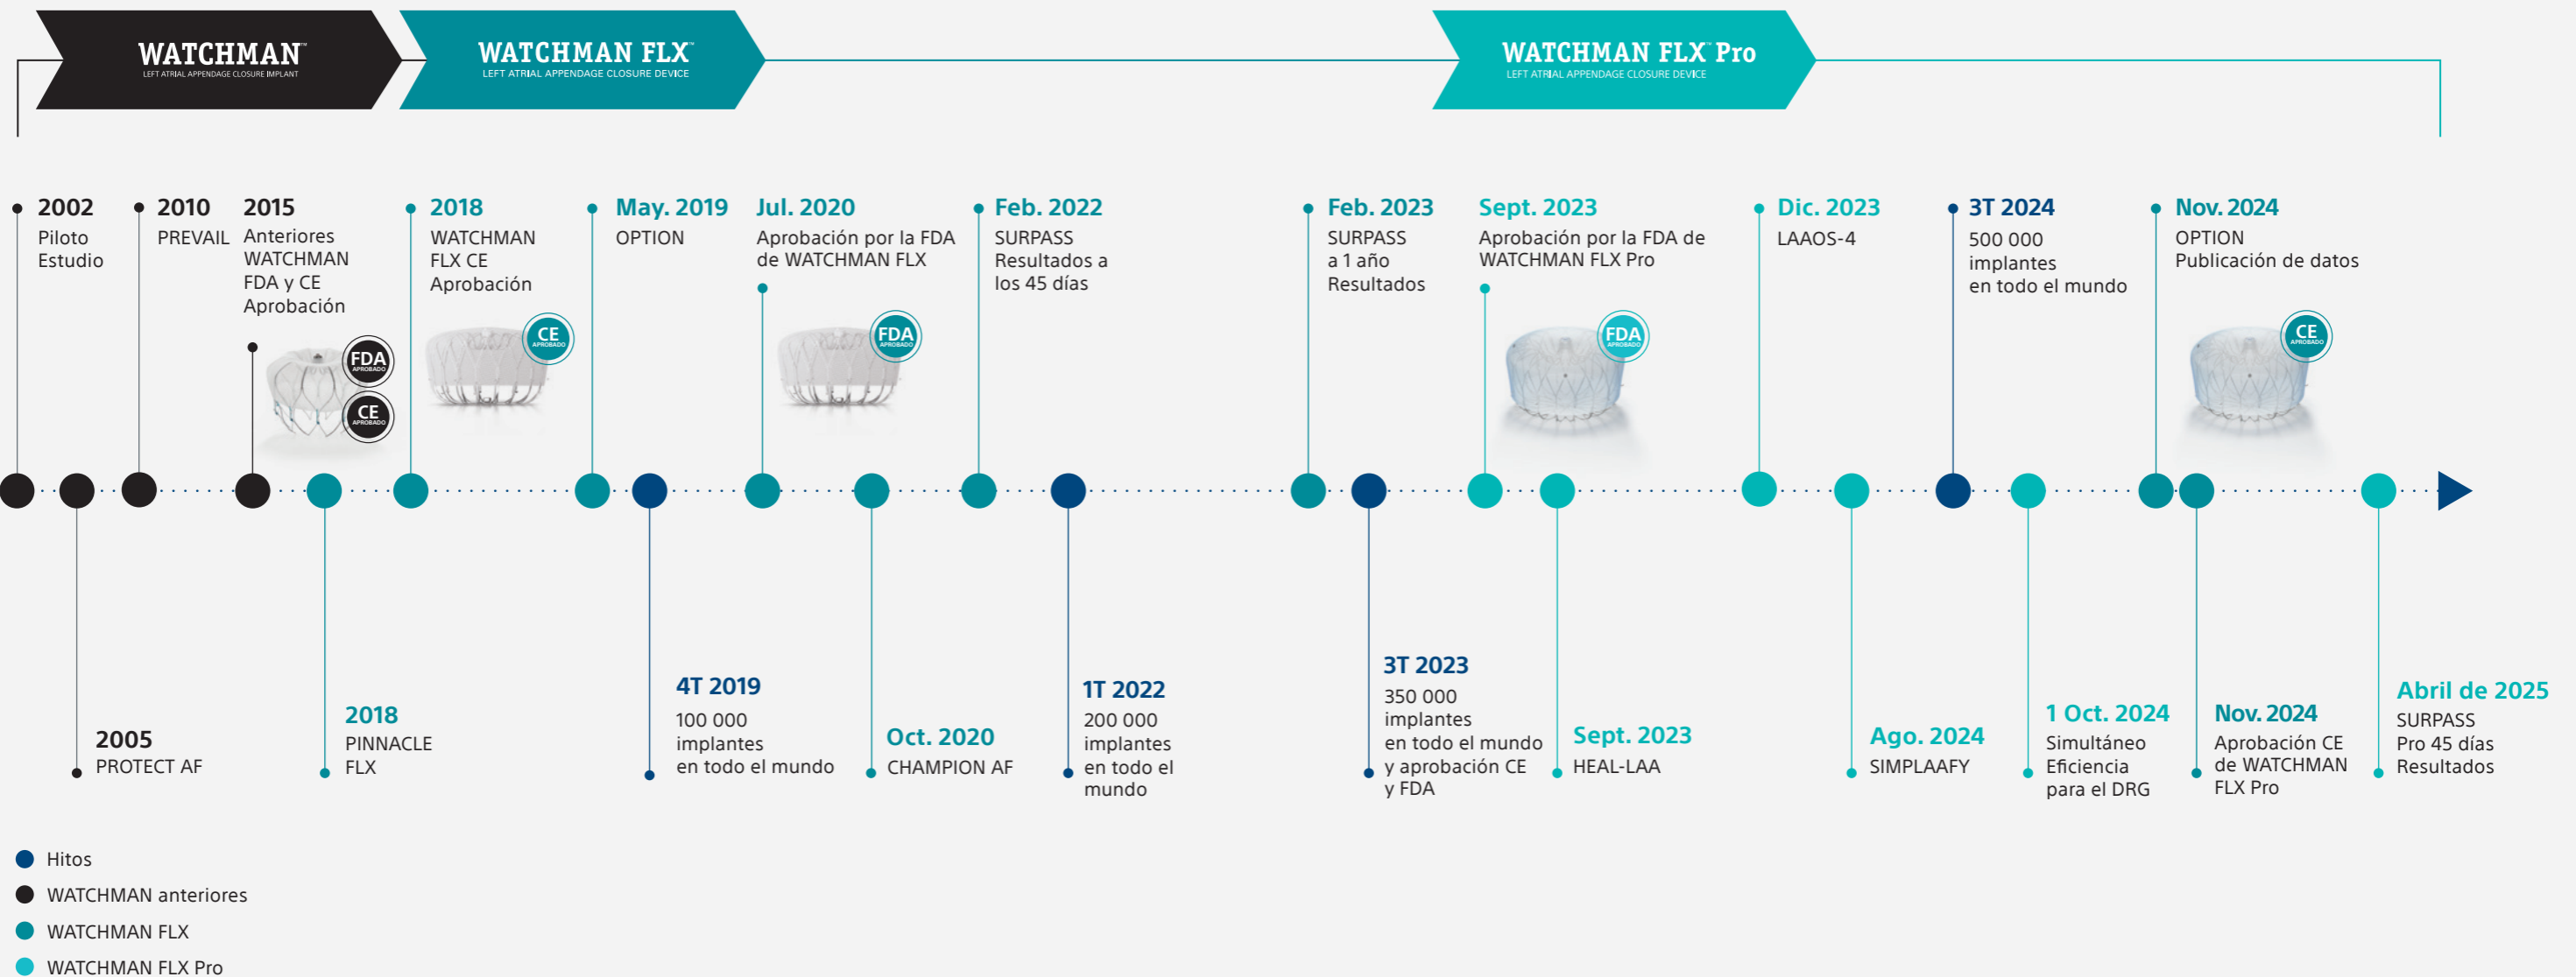 WATCHMAN™
LEFT ATRIAL APPENDAGE CLOSURE IMPLANT
WATCHMAN FLX™
LEFT ATRIAL APPENDAGE CLOSURE DEVICE
WATCHMAN FLX™ Pro
LEFT ATRIAL APPENDAGE CLOSURE DEVICE
2002
Piloto
Estudio
2010
PREVAIL
2015
Anteriores
WATCHMAN
FDA y CE
Aprobación
FDA
APROBADO
CE
APROBADO
2018
WATCHMAN
FLX CE
Aprobación
CE
APROBADO
May. 2019
OPTION
Jul. 2020
Aprobación por la FDA
de WATCHMAN FLX
FDA
APROBADO
Feb. 2022
SURPASS
Resultados a
los 45 días
Feb. 2023
SURPASS
a 1 año
Resultados
Sept. 2023
Aprobación por la FDA de
WATCHMAN FLX Pro
FDA
APROBADO
Dic. 2023
LAAOS-4
3T 2024
500 000
implantes
en todo el mundo
Nov. 2024
OPTION
Publicación de datos
CE
APROBADO
2005
PROTECT AF
2018
PINNACLE
FLX
4T 2019
100 000
implantes
en todo el mundo
Oct. 2020
CHAMPION AF
1T 2022
200 000
implantes
en todo el
mundo
3T 2023
350 000
implantes
en todo el mundo
y aprobación CE
y FDA
Sept. 2023
HEAL-LAA
Ago. 2024
SIMPLAAFY
1 Oct. 2024
Simultáneo
Eficiencia
para el DRG
Nov. 2024
Aprobación CE
de WATCHMAN
FLX Pro
Abril de 2025
SURPASS
Pro 45 días
Resultados
Hitos
WATCHMAN anteriores
WATCHMAN FLX
WATCHMAN FLX Pro